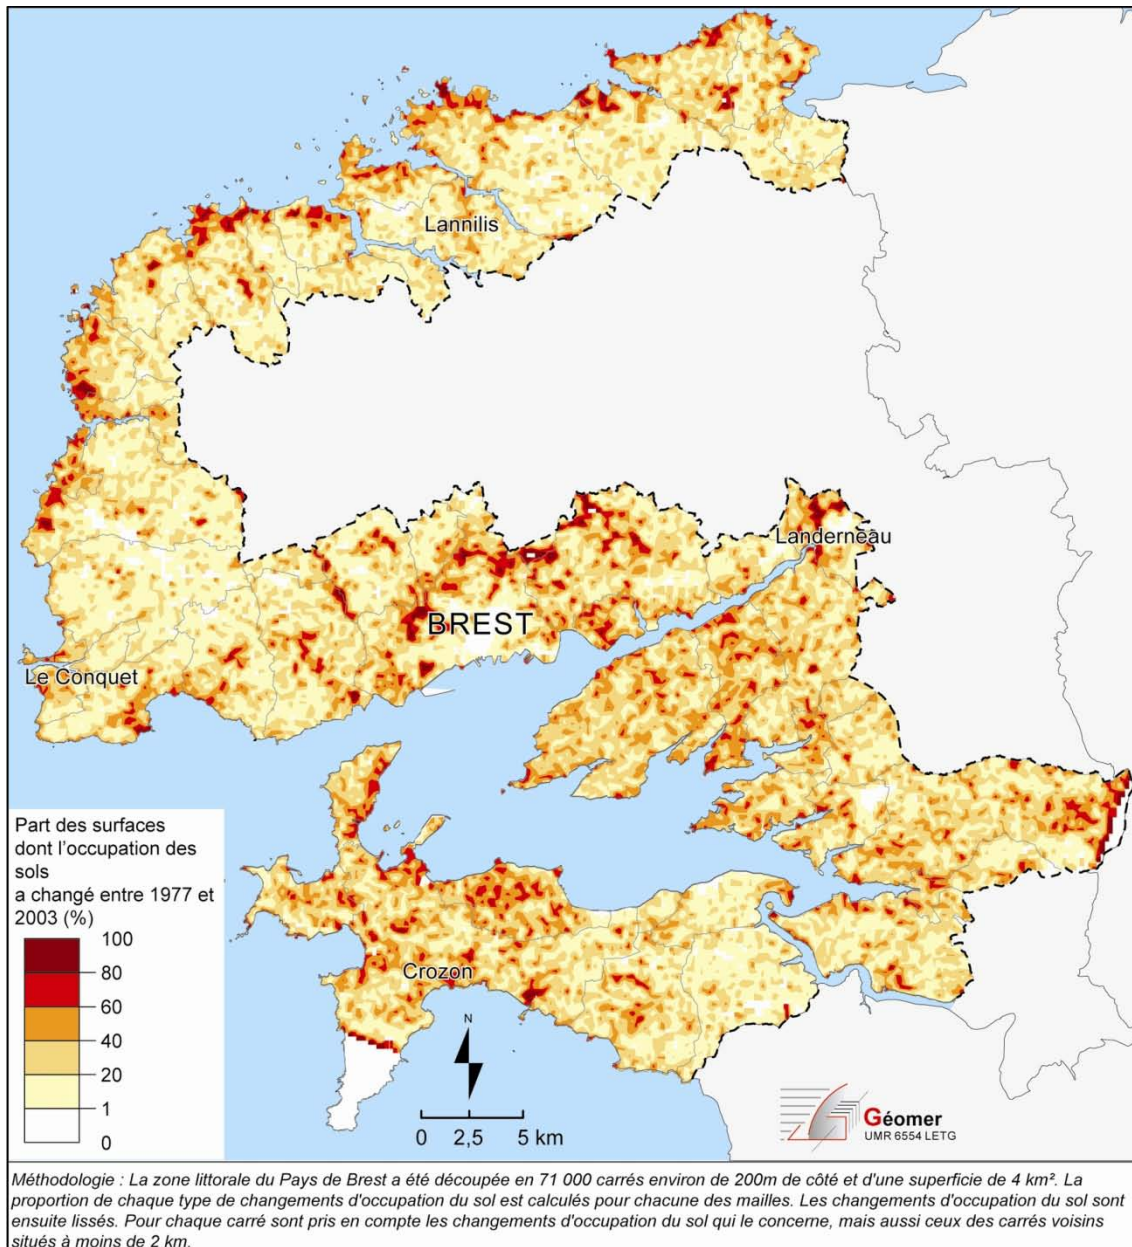 Lannilis
Landerneau
BREST
Le Conquet
Crozon
Part des surfaces
dont l'occupation des
sols
a changé entre 1977 et
2003 (%)
100
80
60
40
20
1
0
N
0 2,5 5 km
Géomer
UMR 6554 LETG
Méthodologie : La zone littorale du Pays de Brest a été découpée en 71 000 carrés environ de 200m de côté et d'une superficie de 4 km². La
proportion de chaque type de changements d'occupation du sol est calculés pour chacune des mailles. Les changements d'occupation du sol sont
ensuite lissés. Pour chaque carré sont pris en compte les changements d'occupation du sol qui le concerne, mais aussi ceux des carrés voisins
situés à moins de 2 km.